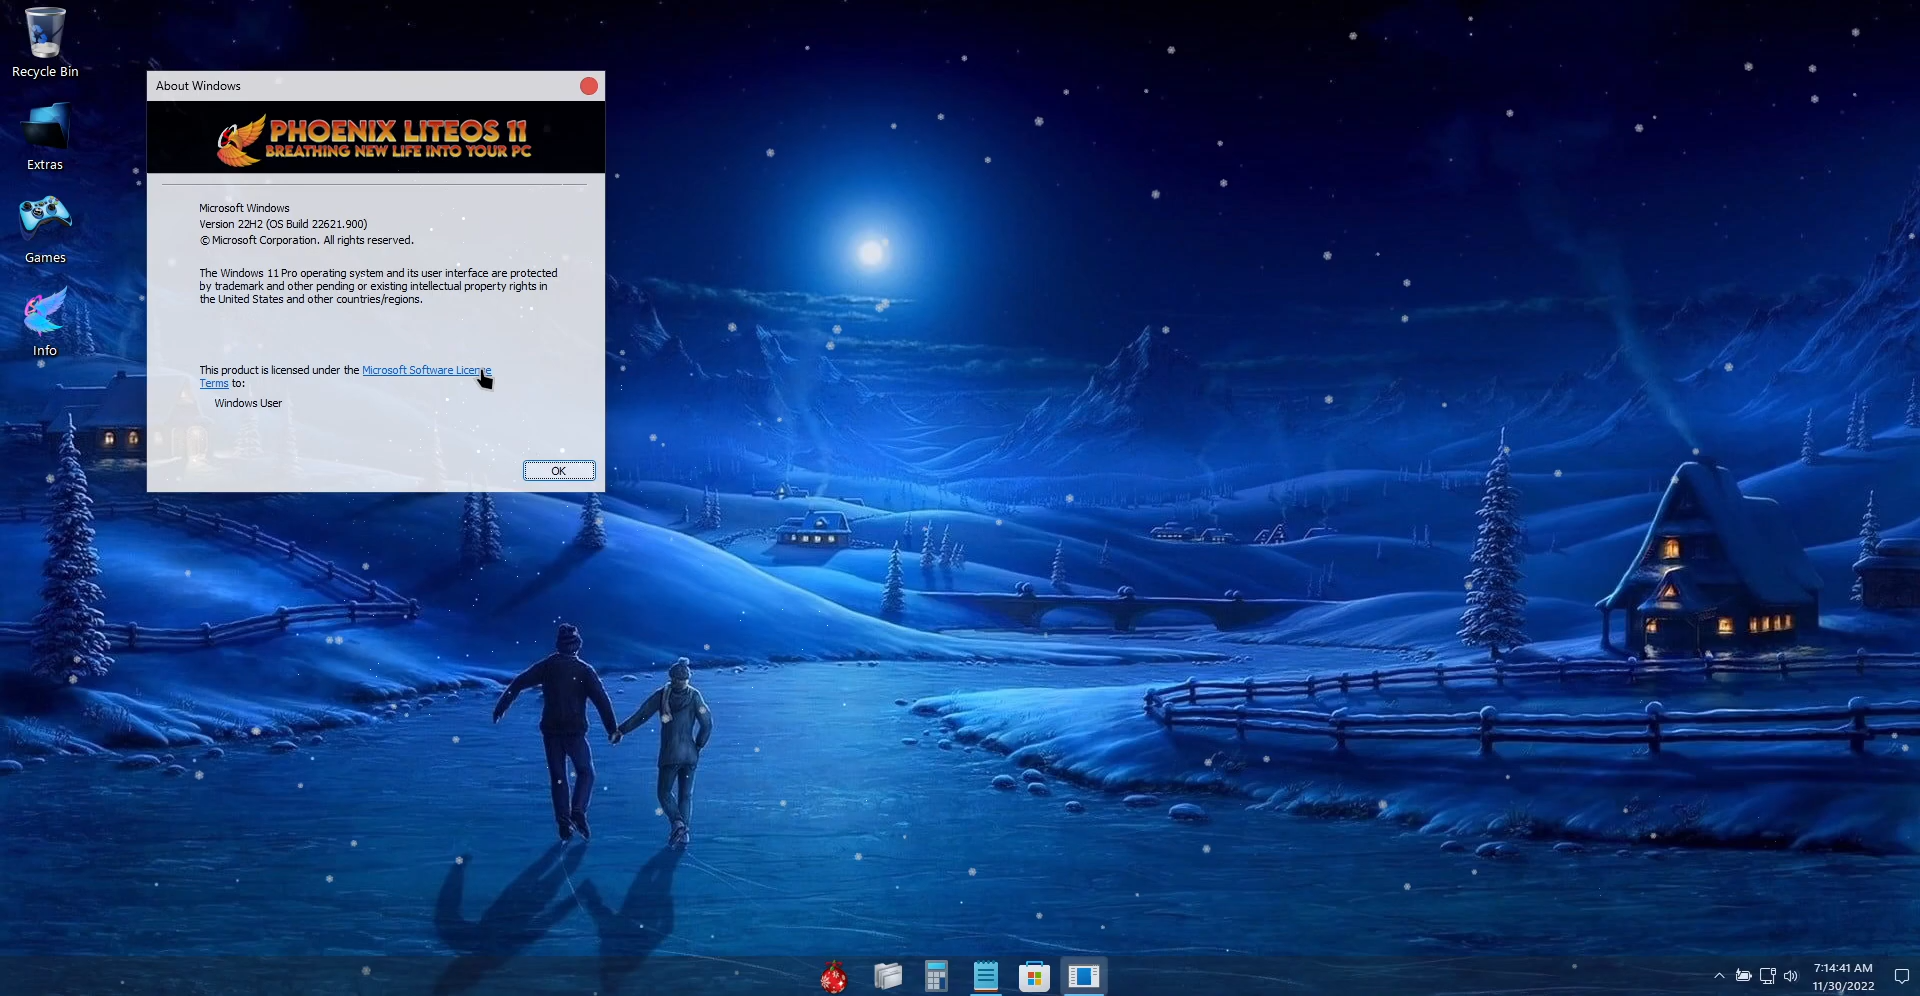 Recycle Bin
Extras
Games
Info
About Windows
PHOENIX LITEOS 11
BREATHING NEW LIFE INTO YOUR PC
Microsoft Windows
Version 22H2 (OS Build 22621.900)
© Microsoft Corporation. All rights reserved.
The Windows 11 Pro operating system and its user interface are protected
by trademark and other pending or existing intellectual property rights in
the United States and other countries/regions.
This product is licensed under the Microsoft Software License
Terms to:
Windows User
OK
7:14:41 AM
11/30/2022